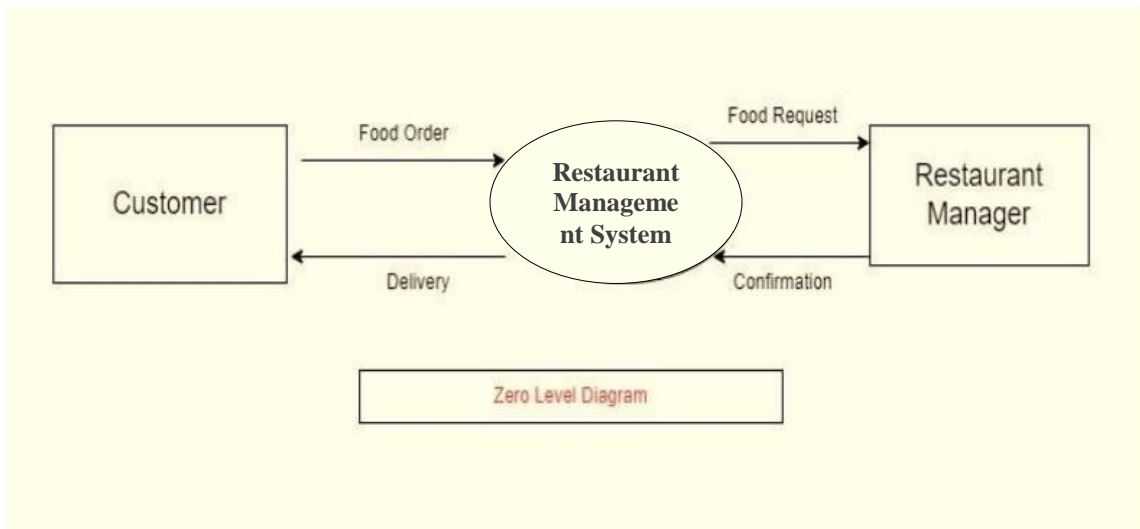 Food Order
Food Request
Customer
Restaurant
Manageme
nt System
Restaurant
Manager
Delivery
Confirmation
Zero Level Diagram